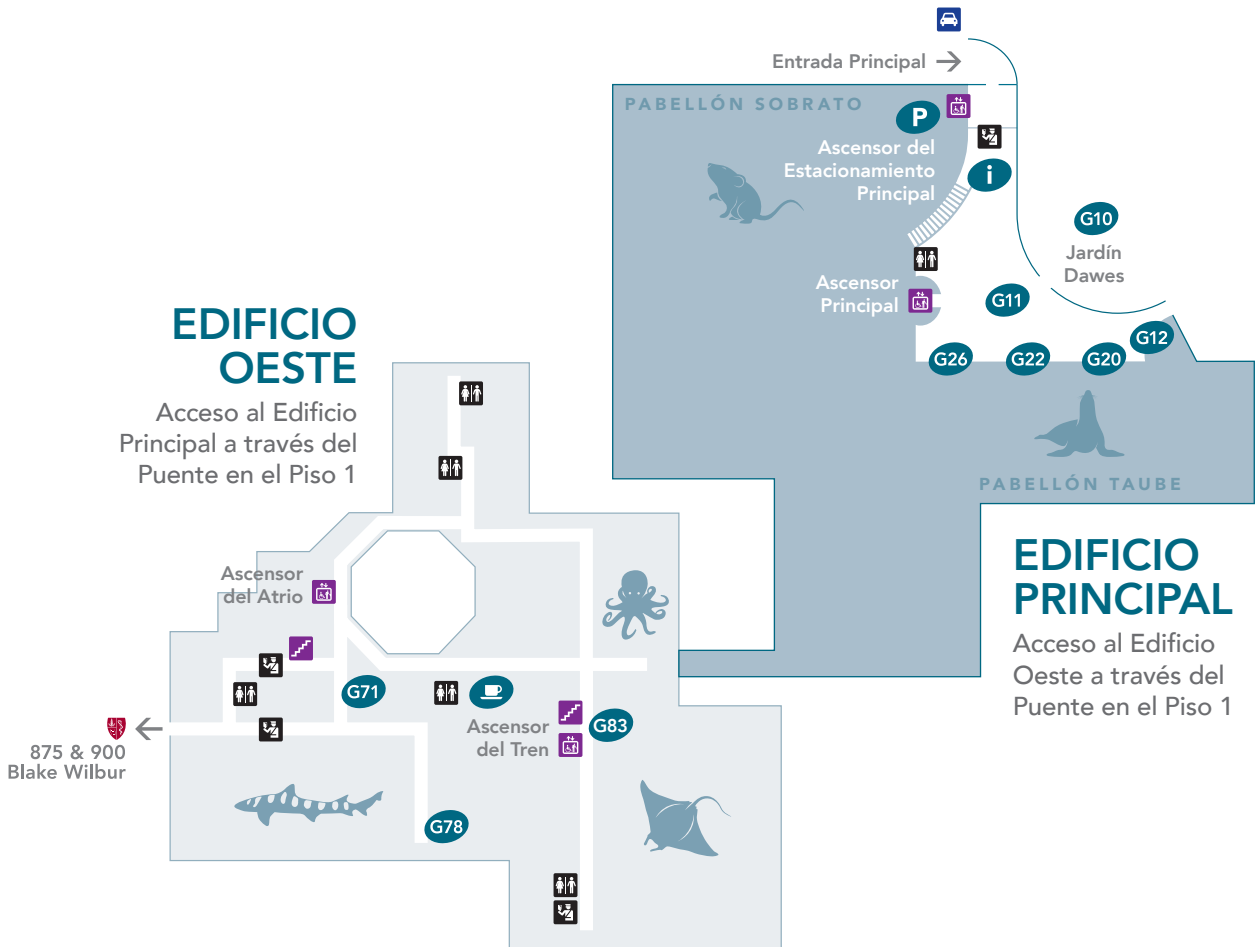 Entrada Principal
PABELLÓN SOBRATO
P
Ascensor del
Estacionamiento
Principal
i
G10
Jardín
Dawes
Ascensor
Principal
G11
G12
G26
G22
G20
PABELLÓN TAUBE
EDIFICIO
OESTE
Acceso al Edificio
Principal a través del
Puente en el Piso 1
EDIFICIO
PRINCIPAL
Acceso al Edificio
Oeste a través del
Puente en el Piso 1
Ascensor
del Atrio
G71
Ascensor
del Tren
G83
875 & 900
Blake Wilbur
G78